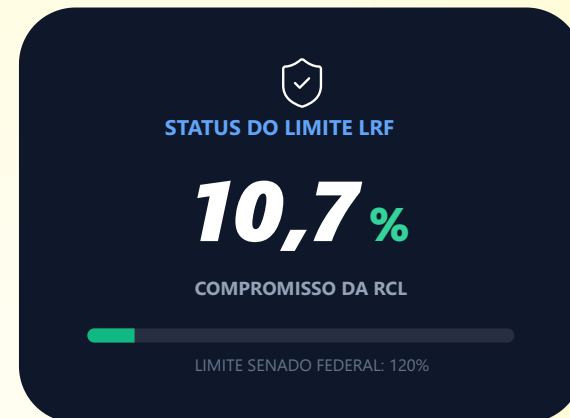 STATUS DO LIMITE LRF
10,7 %
COMPROMISSO DA RCL
LIMITE SENADO FEDERAL: 120%